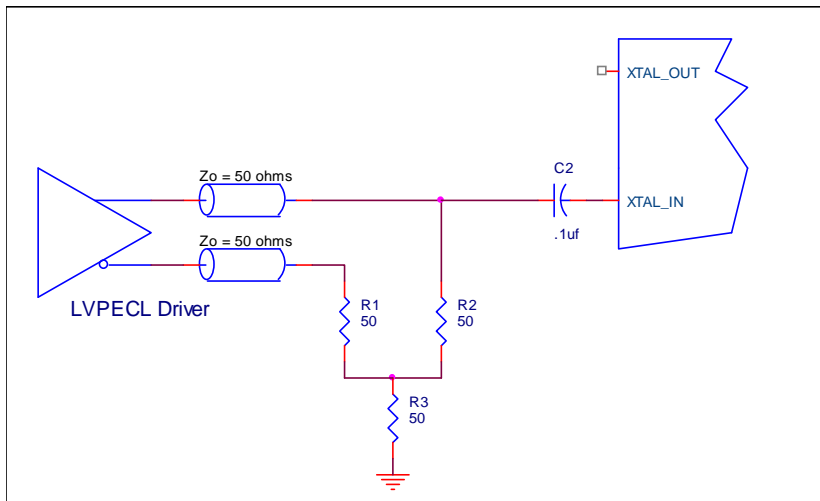 XTAL_OUT
Zo = 50 ohms
C2
XTAL_IN
.1uf
Zo = 50 ohms
LVPECL Driver
R1
50
R2
50
R3
50